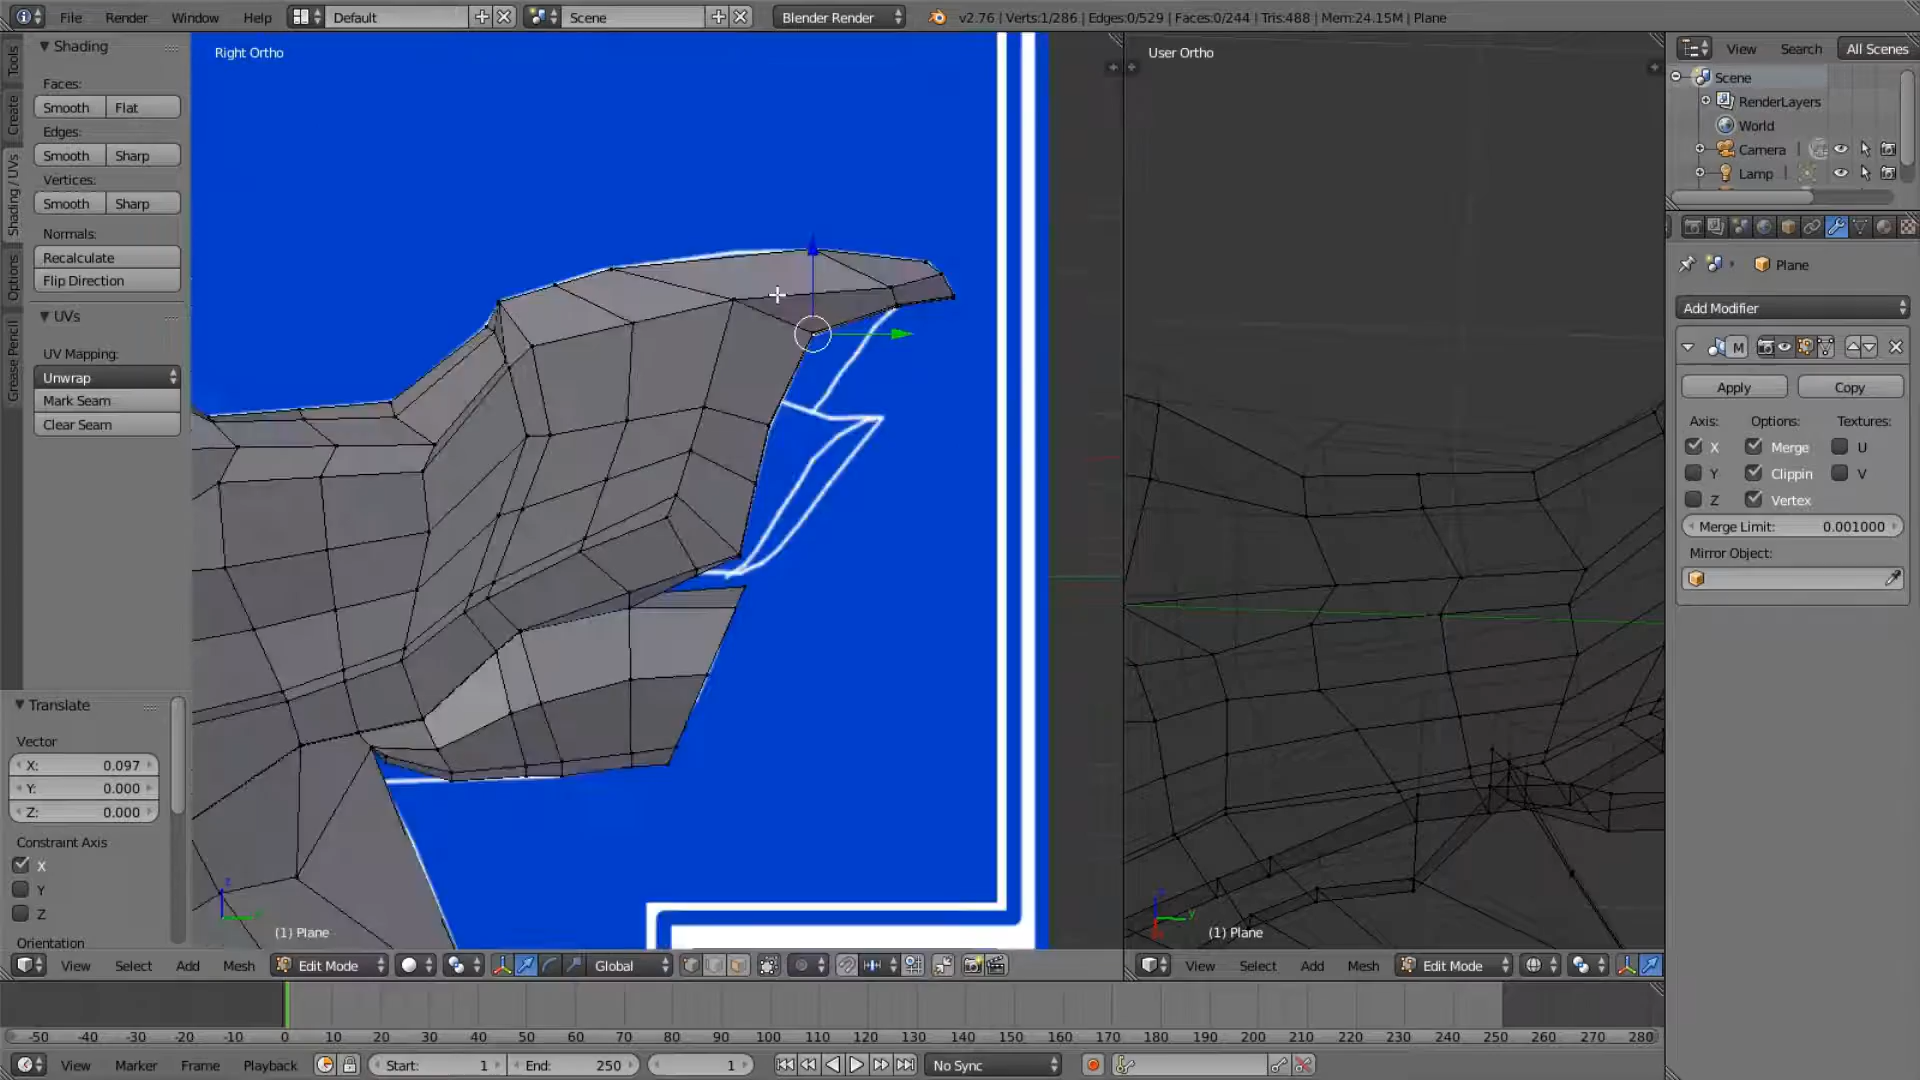 File Render Window Help Default Scene Blender Render v2.76 | Verts:1/286 | Edges:0/529 | Faces:0/244 | Tris:488 | Mem:24.15M | Plane
Tools
Create
Shading / UVs
Options
Grease Pencil
Shading
Faces:
Smooth Flat
Edges:
Smooth Sharp
Vertices:
Smooth Sharp
Normals:
Recalculate
Flip Direction
UVs
UV Mapping:
Unwrap
Mark Seam
Clear Seam
Translate
Vector
X: 0.097
Y: 0.000
Z: 0.000
Constraint Axis
X
Y
Z
Orientation
Right Ortho
z
(1) Plane
User Ortho
y
(1) Plane
View Search All Scenes
Scene
RenderLayers
World
Camera
Lamp
Plane
Add Modifier
M
Apply Copy
Axis: Options: Textures:
X Merge U
Y Clippin V
Z Vertex
Merge Limit: 0.001000
Mirror Object:
View Select Add Mesh Edit Mode Global
View Select Add Mesh Edit Mode
-50 -40 -30 -20 -10 0 10 20 30 40 50 60 70 80 90 100 110 120 130 140 150 160 170 180 190 200 210 220 230 240 250 260 270 280
View Marker Frame Playback Start: 1 End: 250 1 No Sync